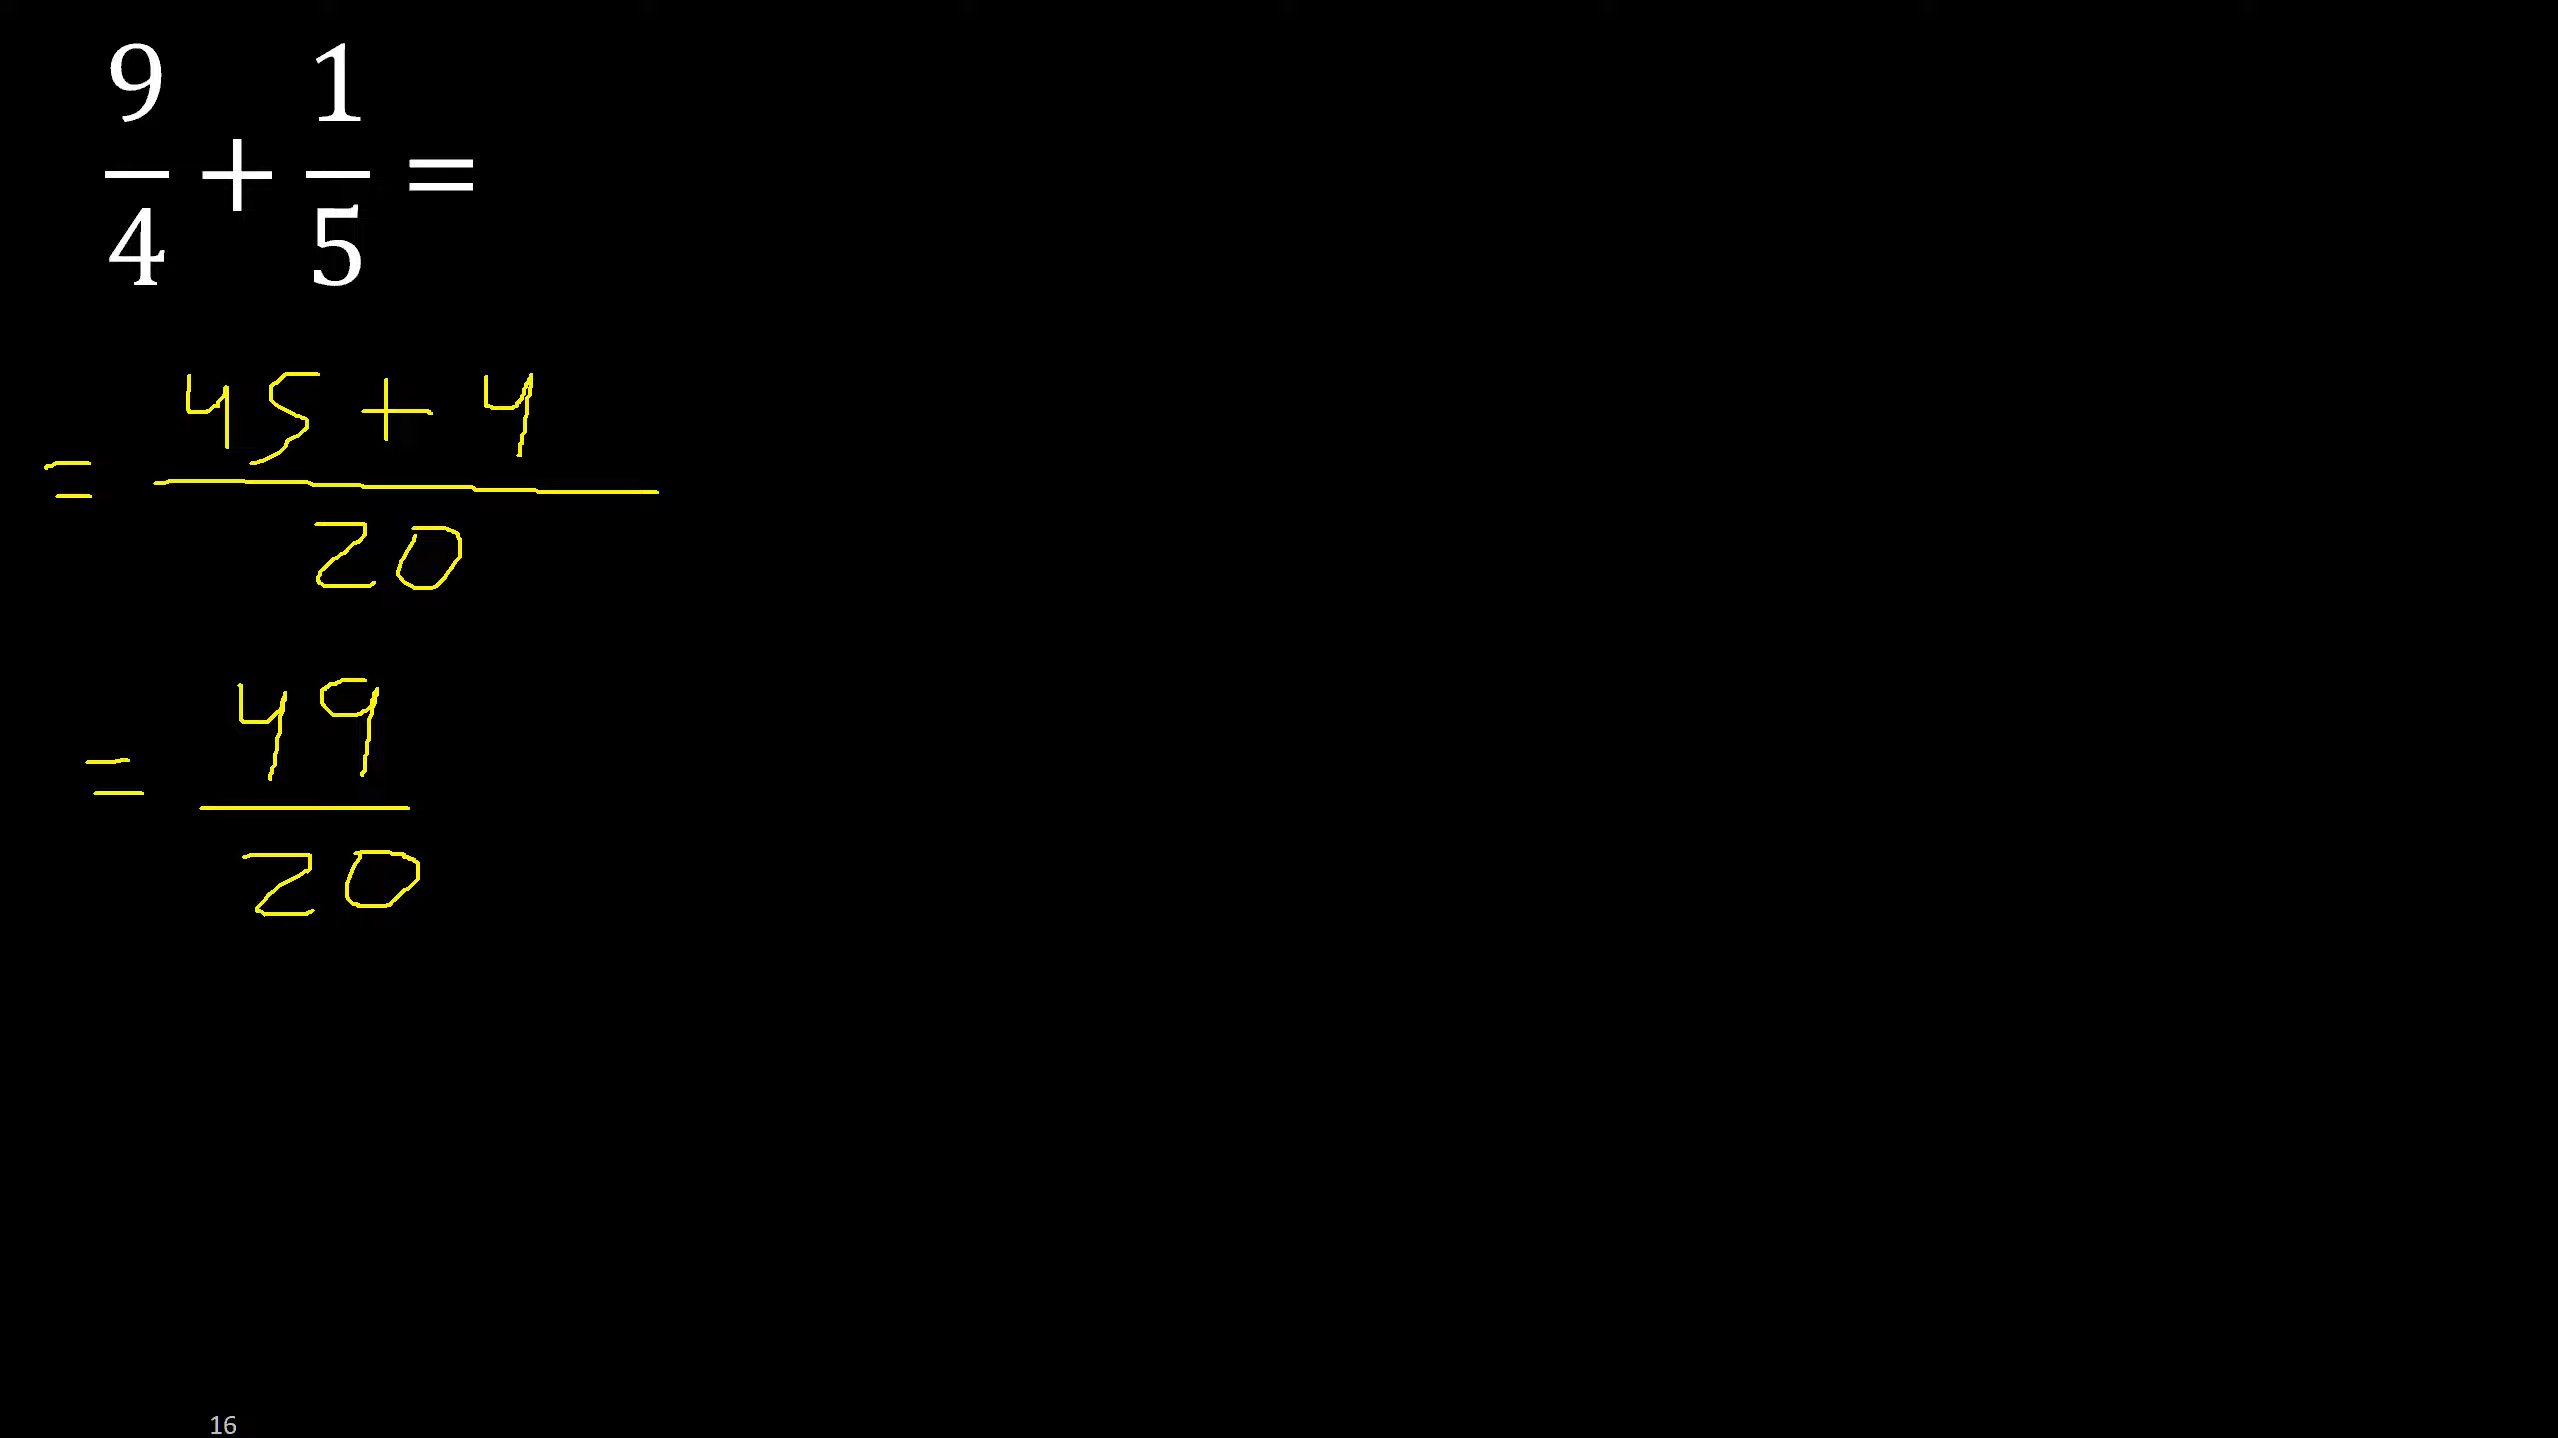 9/4 + 1/5 =
= 45 + 4 / 20
= 49 / 20
16